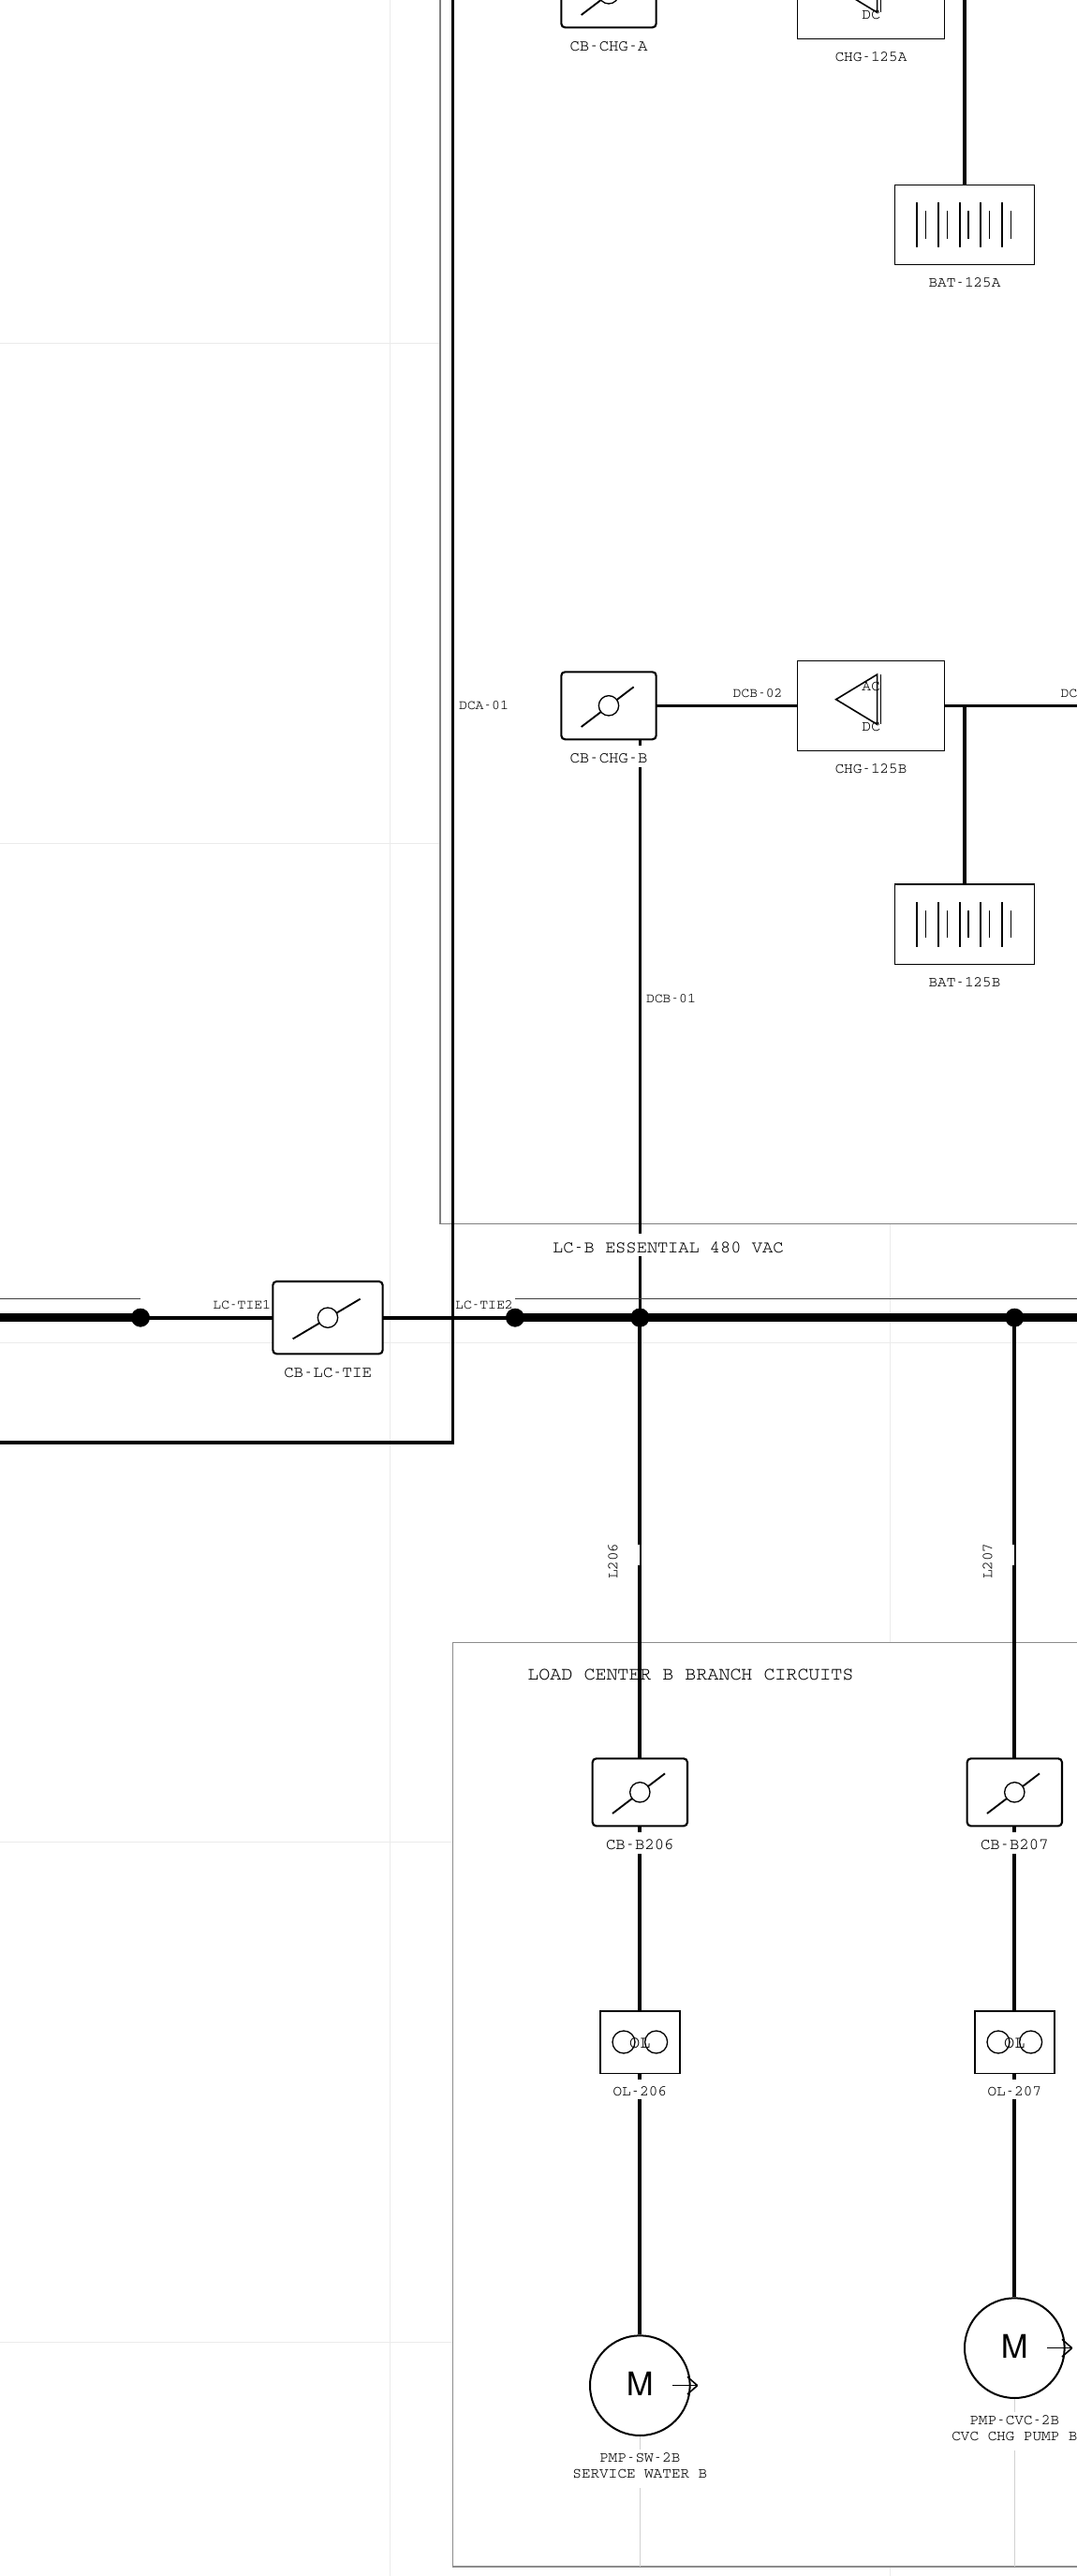 DC
CB-CHG-A
CHG-125A
BAT-125A
AC
DCB-02
DC
DCA-01
DC
CB-CHG-B
CHG-125B
BAT-125B
DCB-01
LC-B ESSENTIAL 480 VAC
LC-TIE1
LC-TIE2
CB-LC-TIE
L206
L207
LOAD CENTER B BRANCH CIRCUITS
CB-B206
CB-B207
OL
OL
OL-206
OL-207
M
M
PMP-CVC-2B
CVC CHG PUMP B
PMP-SW-2B
SERVICE WATER B